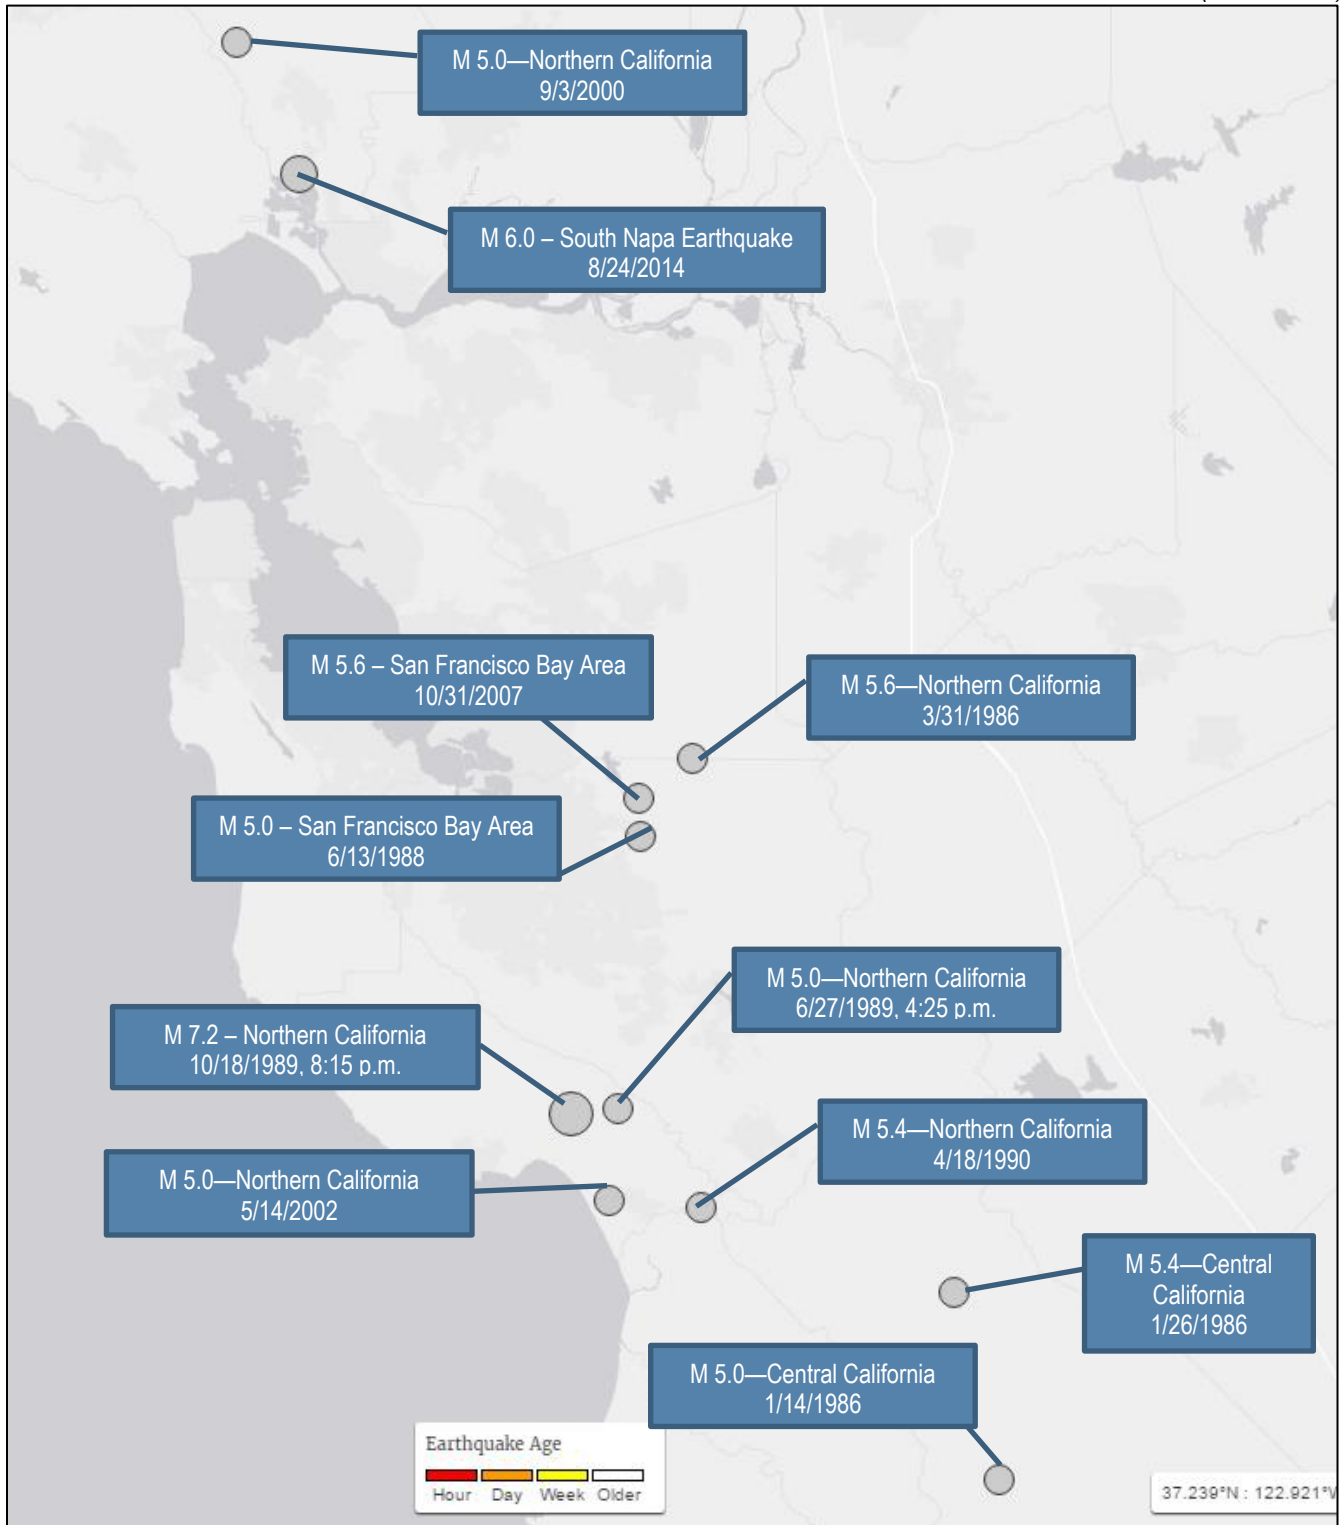 M 5.0—Northern California
9/3/2000
M 6.0 – South Napa Earthquake
8/24/2014
M 5.6 – San Francisco Bay Area
10/31/2007
M 5.6—Northern California
3/31/1986
M 5.0 – San Francisco Bay Area
6/13/1988
M 5.0—Northern California
6/27/1989, 4:25 p.m.
M 7.2 – Northern California
10/18/1989, 8:15 p.m.
M 5.4—Northern California
4/18/1990
M 5.0—Northern California
5/14/2002
M 5.4—Central
California
1/26/1986
M 5.0—Central California
1/14/1986
Earthquake Age
Hour Day Week Older
37.239°N : 122.921°W